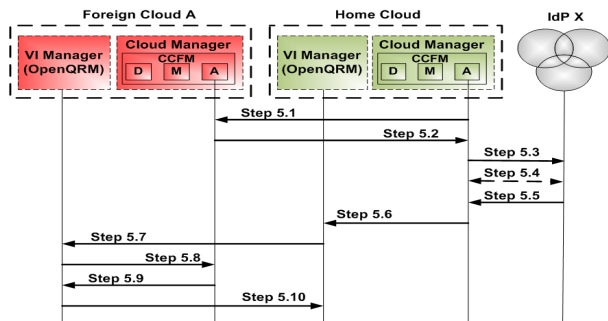 Foreign Cloud A
Home Cloud
IdP X
VI Manager
(OpenQRM)
Cloud Manager
CCFM
D M A
VI Manager
(OpenQRM)
Cloud Manager
CCFM
D M A
Step 5.1
Step 5.2
Step 5.3
Step 5.4
Step 5.5
Step 5.6
Step 5.7
Step 5.8
Step 5.9
Step 5.10